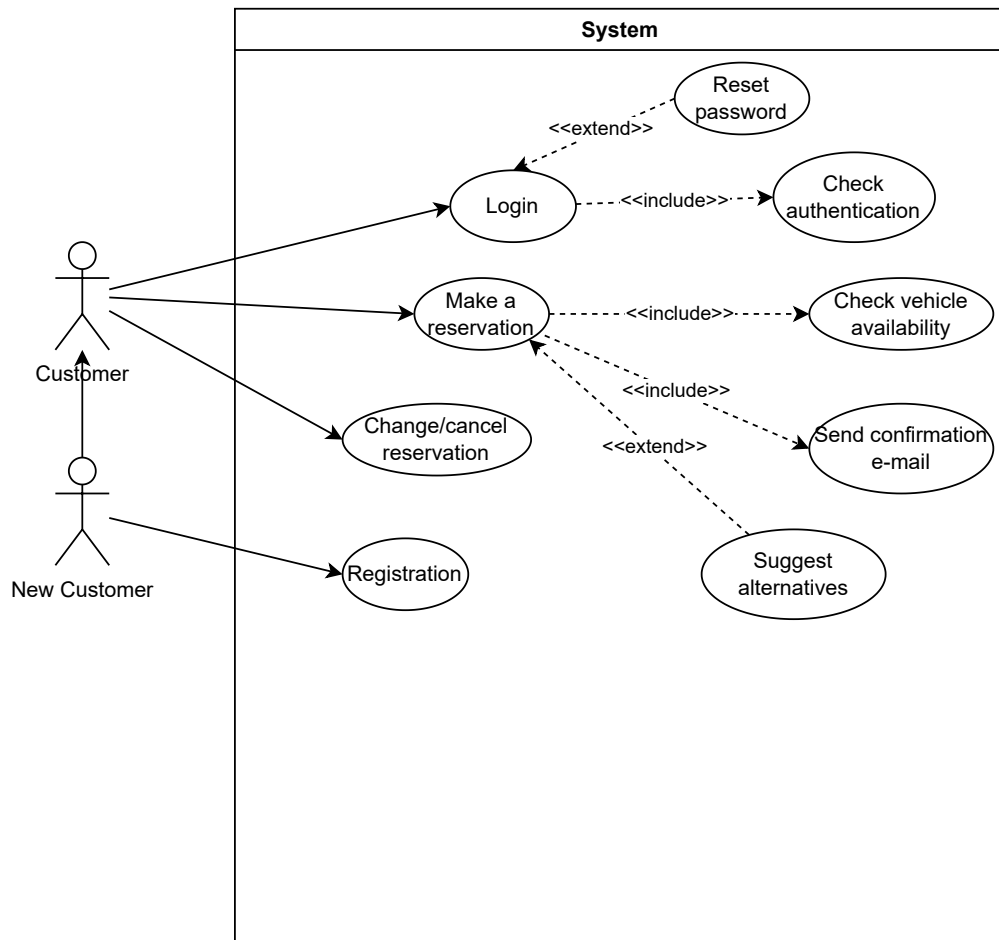 System
Reset
password
<<extend>>
Login
<<include>>
Check
authentication
Make a
reservation
<<include>>
Check vehicle
availability
Customer
<<include>>
Change/cancel
reservation
<<extend>>
Send confirmation
e-mail
New Customer
Registration
Suggest
alternatives